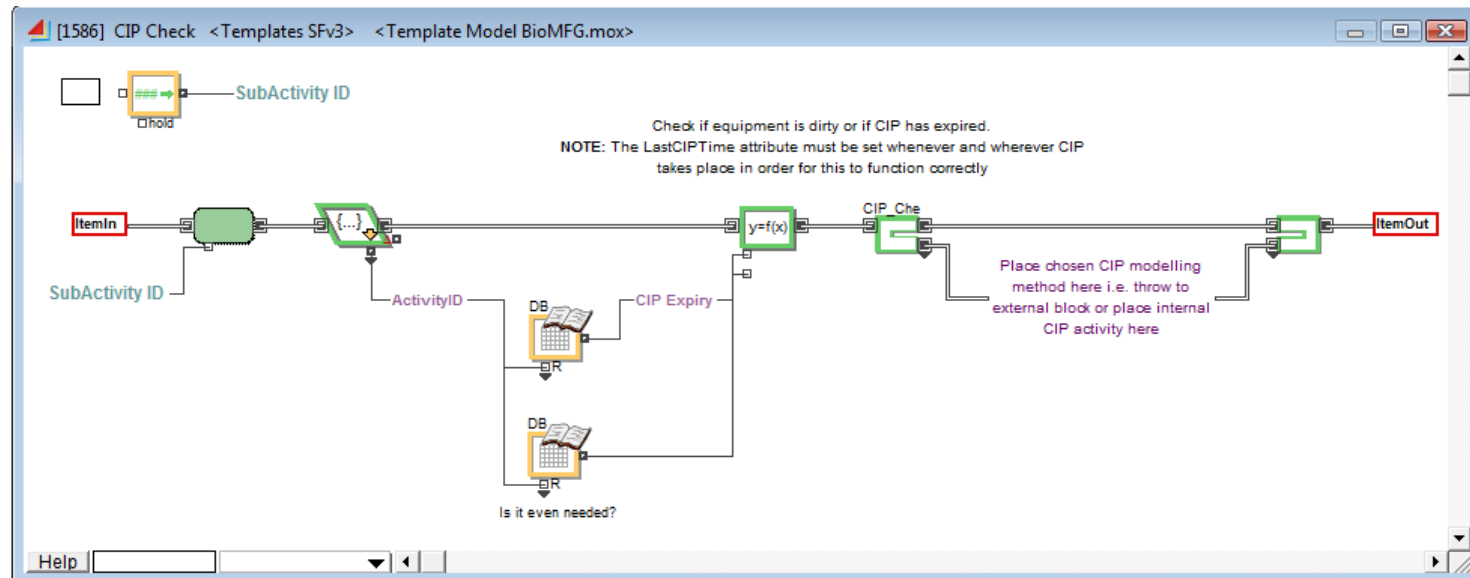 [1586] CIP Check <Templates SFv3> <Template Model BioMFG.mox>
###
SubActivity ID
hold
Check if equipment is dirty or if CIP has expired.
NOTE: The LastCIPTime attribute must be set whenever and wherever CIP
takes place in order for this to function correctly
ItemIn
{...}
y=f(x)
CIP_Che
ItemOut
SubActivity ID
ActivityID
DB
CIP Expiry
R
Place chosen CIP modelling
method here i.e. throw to
external block or place internal
CIP activity here
DB
R
Is it even needed?
Help